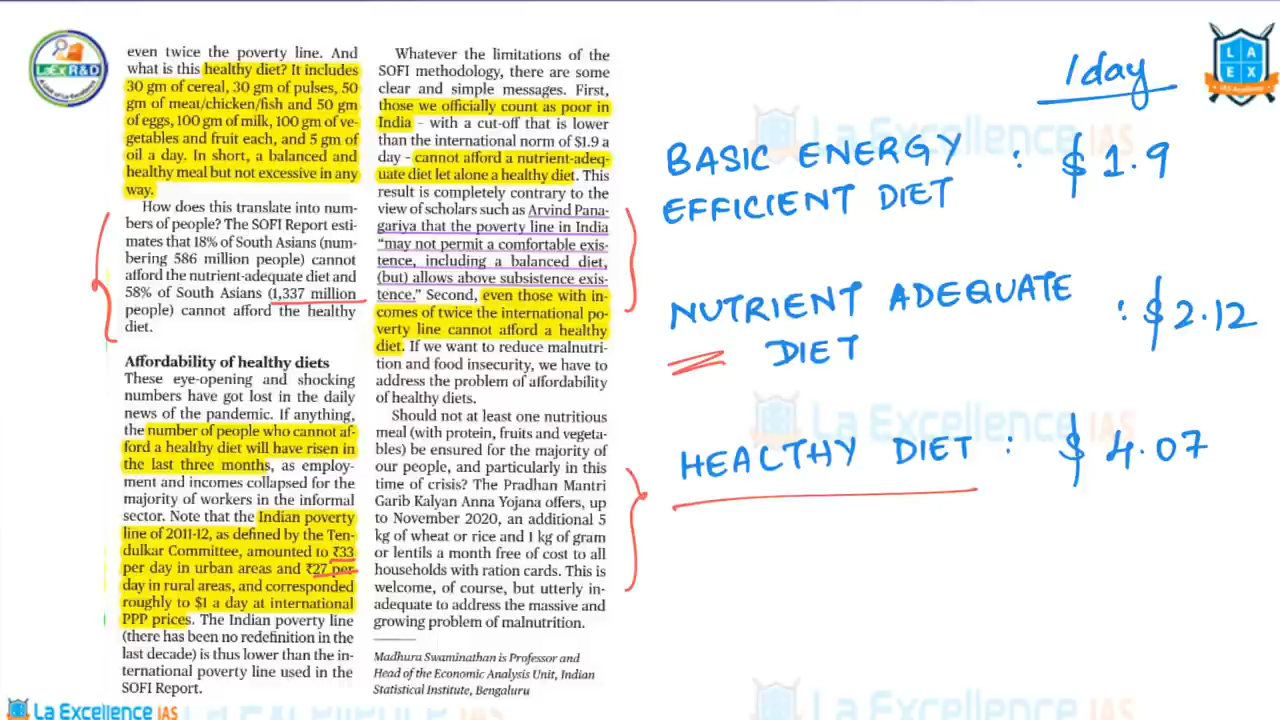 LaEx R&D
even twice the poverty line. And
what is this healthy diet? It includes
30 gm of cereal, 30 gm of pulses, 50
gm of meat/chicken/fish and 50 gm
of eggs, 100 gm of milk, 100 gm of ve-
getables and fruit each, and 5 gm of
oil a day. In short, a balanced and
healthy meal but not excessive in any
way.
How does this translate into num-
bers of people? The SOFI Report esti-
mates that 18% of South Asians (num-
bering 586 million people) cannot
afford the nutrient-adequate diet and
58% of South Asians (1,337 million
people) cannot afford the healthy
diet.
Affordability of healthy diets
These eye-opening and shocking
numbers have got lost in the daily
news of the pandemic. If anything,
the number of people who cannot af-
ford a healthy diet will have risen in
the last three months, as employ-
ment and incomes collapsed for the
majority of workers in the informal
sector. Note that the Indian poverty
line of 2011-12, as defined by the Ten-
dulkar Committee, amounted to ₹33
per day in urban areas and ₹27 per
day in rural areas, and corresponded
roughly to $1 a day at international
PPP prices. The Indian poverty line
(there has been no redefinition in the
last decade) is thus lower than the in-
ternational poverty line used in the
SOFI Report.
Whatever the limitations of the
SOFI methodology, there are some
clear and simple messages. First,
those we officially count as poor in
India – with a cut-off that is lower
than the international norm of $1.9 a
day – cannot afford a nutrient-adeq-
uate diet let alone a healthy diet. This
result is completely contrary to the
view of scholars such as Arvind Pana-
gariya that the poverty line in India
“may not permit a comfortable exis-
tence, including a balanced diet,
(but) allows above subsistence exis-
tence.” Second, even those with in-
comes of twice the international po-
verty line cannot afford a healthy
diet. If we want to reduce malnutri-
tion and food insecurity, we have to
address the problem of affordability
of healthy diets.
Should not at least one nutritious
meal (with protein, fruits and vegeta-
bles) be ensured for the majority of
our people, and particularly in this
time of crisis? The Pradhan Mantri
Garib Kalyan Anna Yojana offers, up
to November 2020, an additional 5
kg of wheat or rice and 1 kg of gram
or lentils a month free of cost to all
households with ration cards. This is
welcome, of course, but utterly in-
adequate to address the massive and
growing problem of malnutrition.
Madhura Swaminathan is Professor and
Head of the Economic Analysis Unit, Indian
Statistical Institute, Bengaluru
LA
EX
IAS Academy
1 day
BASIC ENERGY : $1.9
EFFICIENT DIET
NUTRIENT ADEQUATE : $2.12
DIET
HEALTHY DIET : $4.07
La Excellence IAS
La Excellence IAS
La Excellence IAS
La Excellence IAS